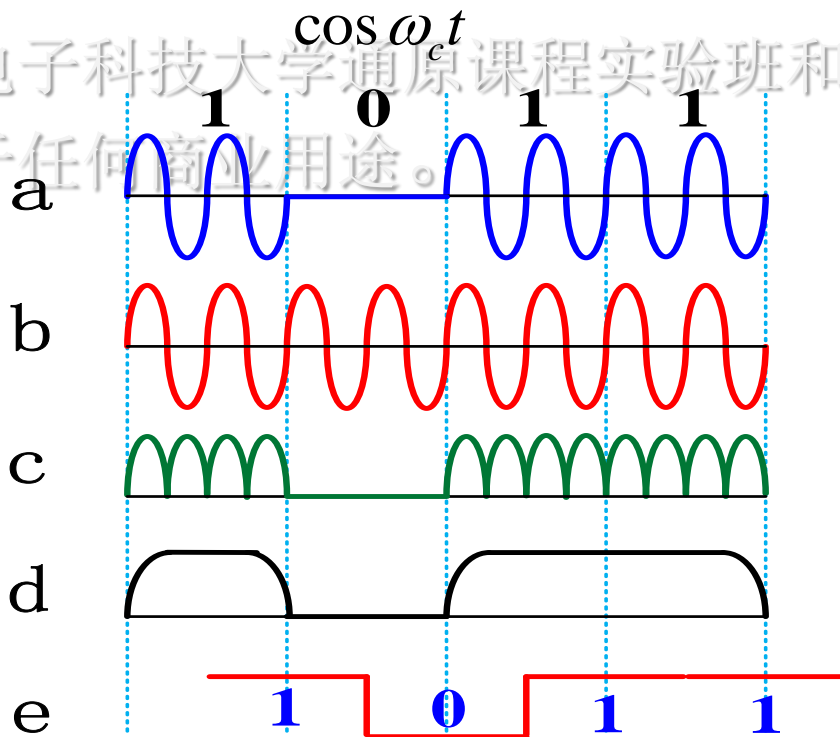 cos ω_c t
电子科技大学通原课程实验班和
1 0 1 1
于任何商业用途。
a
b
c
d
e
1 0 1 1